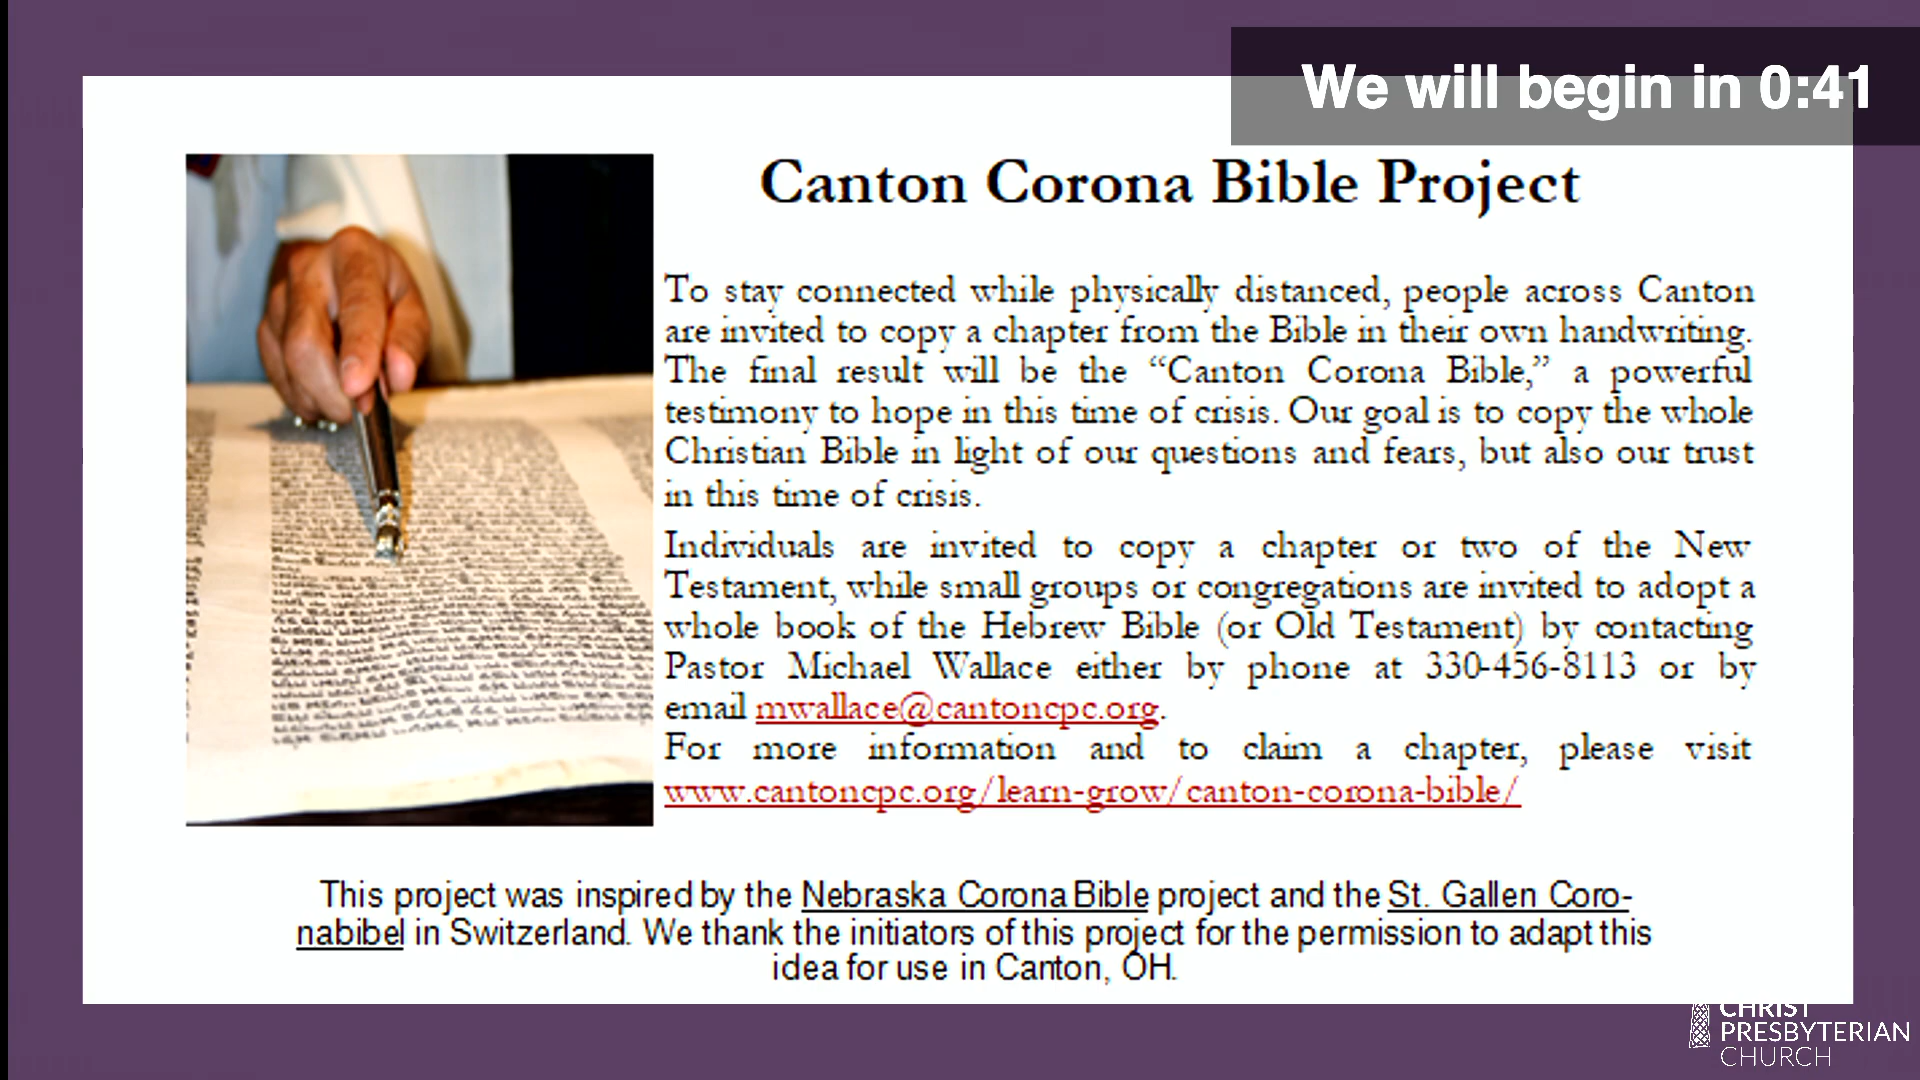 We will begin in 0:41
Canton Corona Bible Project
To stay connected while physically distanced, people across Canton
are invited to copy a chapter from the Bible in their own handwriting.
The final result will be the “Canton Corona Bible,” a powerful
testimony to hope in this time of crisis. Our goal is to copy the whole
Christian Bible in light of our questions and fears, but also our trust
in this time of crisis.
Individuals are invited to copy a chapter or two of the New
Testament, while small groups or congregations are invited to adopt a
whole book of the Hebrew Bible (or Old Testament) by contacting
Pastor Michael Wallace either by phone at 330-456-8113 or by
email mwallace@cantoncpc.org.
For more information and to claim a chapter, please visit
www.cantoncpc.org/learn-grow/canton-corona-bible/
This project was inspired by the Nebraska Corona Bible project and the St. Gallen Coro-
nabibel in Switzerland. We thank the initiators of this project for the permission to adapt this
idea for use in Canton, OH.
CHRIST
PRESBYTERIAN
CHURCH